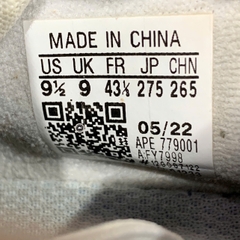 MADE IN CHINA
US UK FR JP CHN
9½ 9 43⅓ 275 265
05/22
APE 779001
A:FY7998